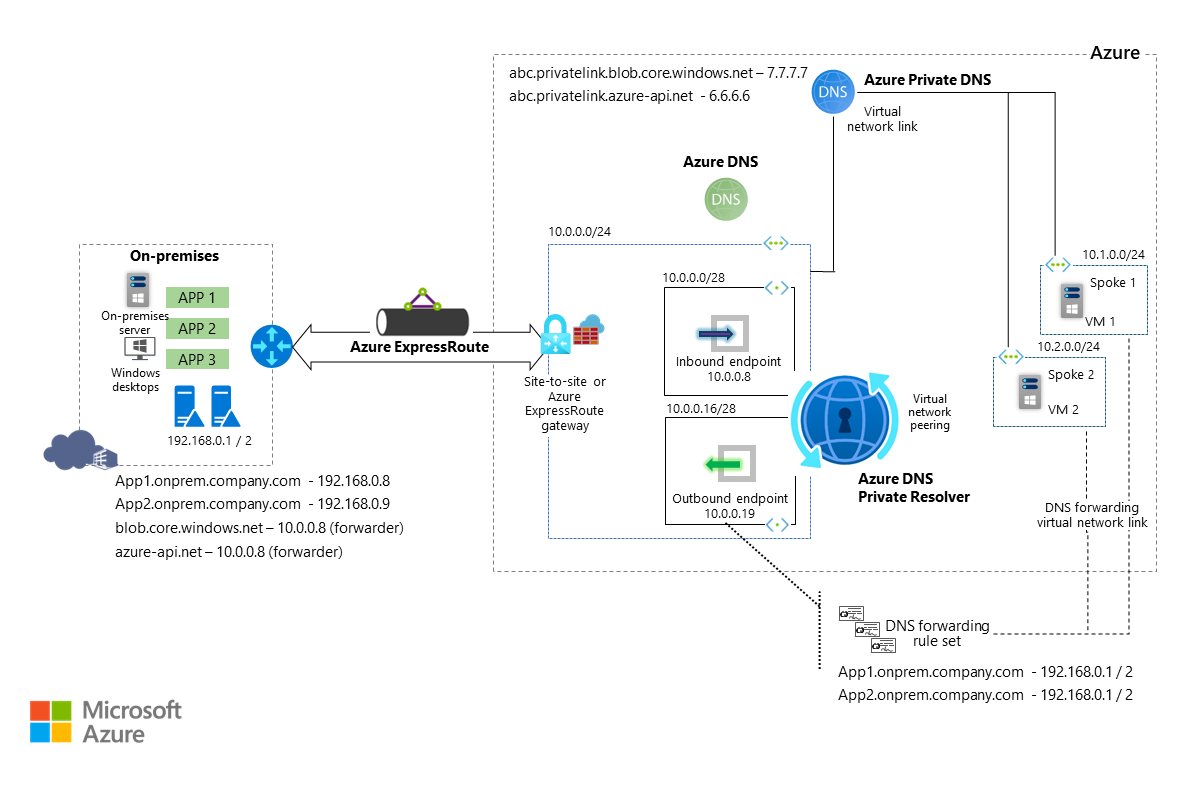 Azure
abc.privatelink.blob.core.windows.net – 7.7.7.7
abc.privatelink.azure-api.net - 6.6.6.6
DNS
Azure Private DNS
Virtual
network link
Azure DNS
DNS
10.0.0.0/24
On-premises
On-premises
server
Windows
desktops
APP 1
APP 2
APP 3
192.168.0.1 / 2
App1.onprem.company.com - 192.168.0.8
App2.onprem.company.com - 192.168.0.9
blob.core.windows.net – 10.0.0.8 (forwarder)
azure-api.net – 10.0.0.8 (forwarder)
Azure ExpressRoute
Site-to-site or
Azure
ExpressRoute
gateway
10.0.0.0/28
Inbound endpoint
10.0.0.8
10.0.0.16/28
Outbound endpoint
10.0.0.19
Virtual
network
peering
Azure DNS
Private Resolver
10.1.0.0/24
Spoke 1
VM 1
10.2.0.0/24
Spoke 2
VM 2
DNS forwarding
virtual network link
DNS forwarding
rule set
App1.onprem.company.com - 192.168.0.1 / 2
App2.onprem.company.com - 192.168.0.1 / 2
Microsoft
Azure